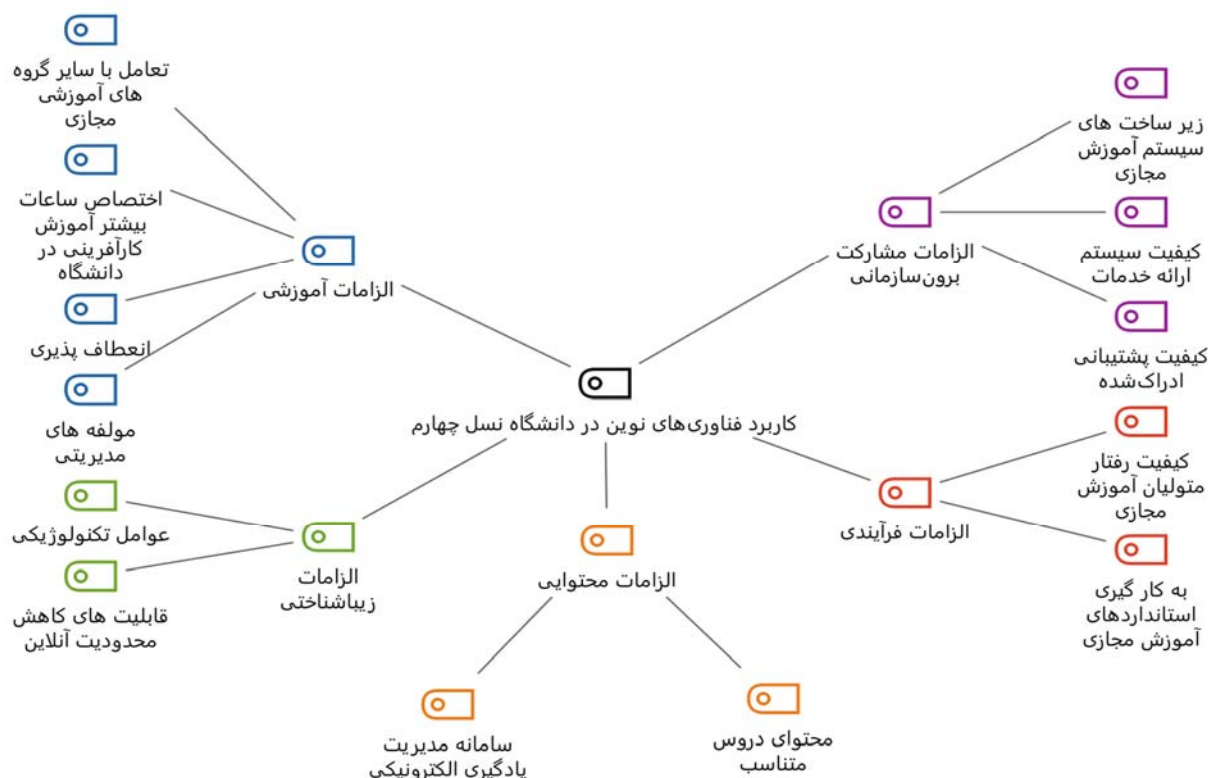 زیر ساخت های
سیستم آموزش
مجازی
کیفیت سیستم
ارائه خدمات
کیفیت پشتیبانی
ادراک‌شده
الزامات مشارکت
برون‌سازمانی
تعامل با سایر گروه
های آموزشی
مجازی
اختصاص ساعات
بیشتر آموزش
کارآفرینی در
دانشگاه
انعطاف پذیری
مولفه های
مدیریتی
الزامات آموزشی
کاربرد فناوری‌های نوین در دانشگاه نسل چهارم
کیفیت رفتار
متولیان آموزش
مجازی
به کار گیری
استانداردهای
آموزش مجازی
الزامات فرآیندی
الزامات محتوایی
محتوای دروس
متناسب
سامانه مدیریت
یادگیری الکترونیکی
الزامات
زیباشناختی
عوامل تکنولوژیکی
قابلیت های کاهش
محدودیت آنلاین